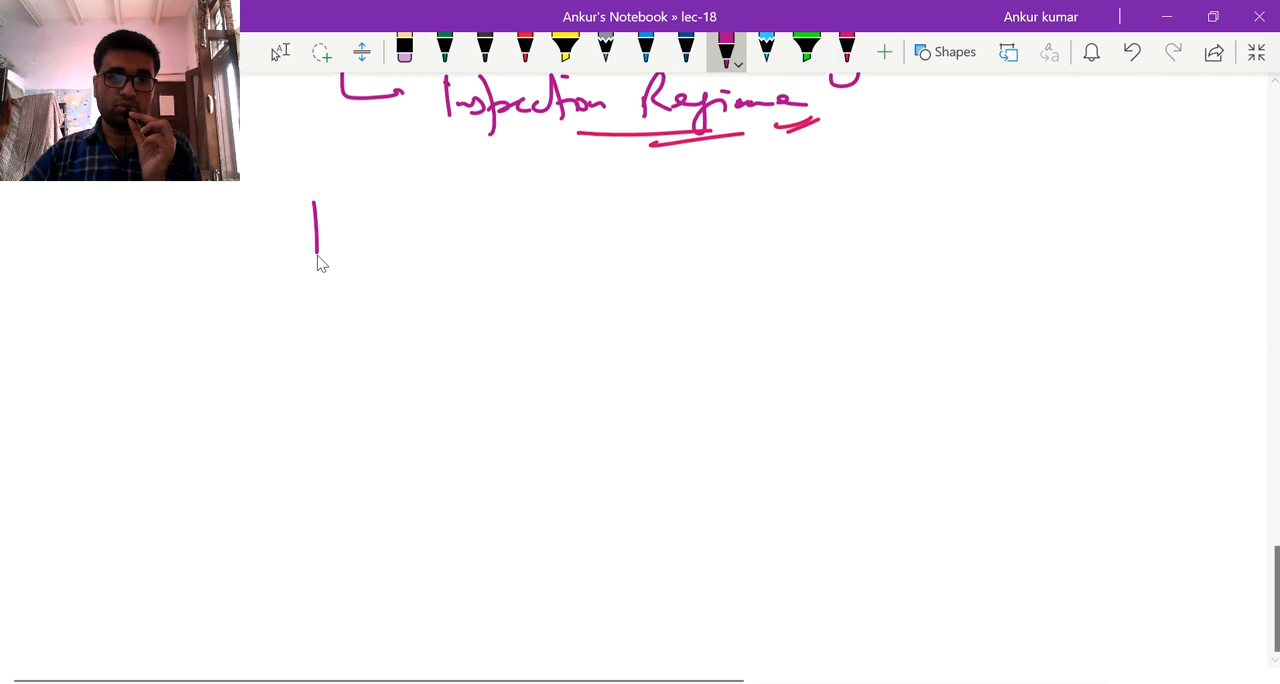 Ankur's Notebook » lec-18
Ankur kumar
Shapes
Inspection Regime